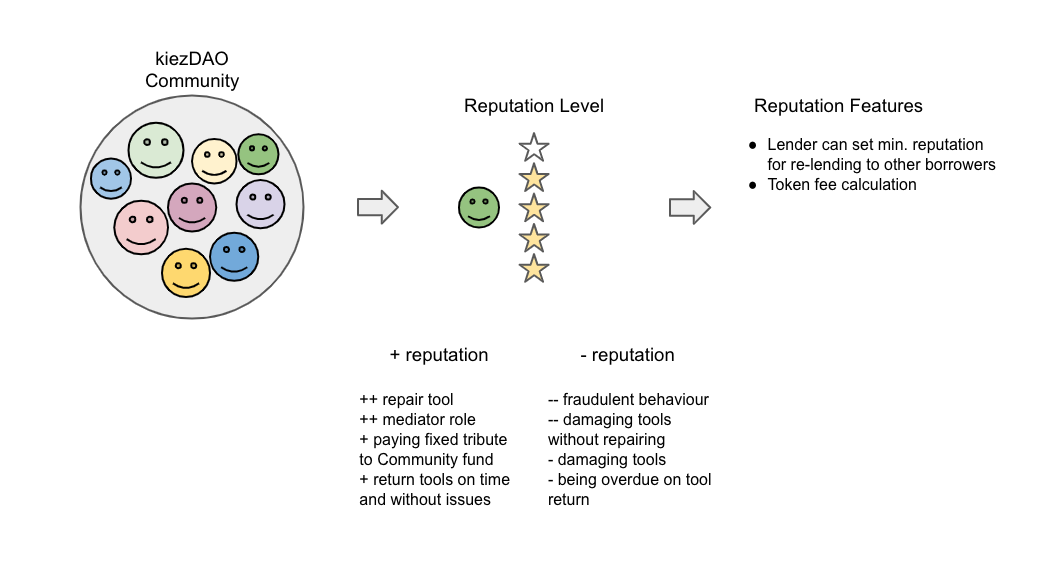 kiezDAO
Community
Reputation Level
Reputation Features
● Lender can set min. reputation
for re-lending to other borrowers
● Token fee calculation
+ reputation
++ repair tool
++ mediator role
+ paying fixed tribute
to Community fund
+ return tools on time
and without issues
- reputation
-- fraudulent behaviour
-- damaging tools
without repairing
- damaging tools
- being overdue on tool
return